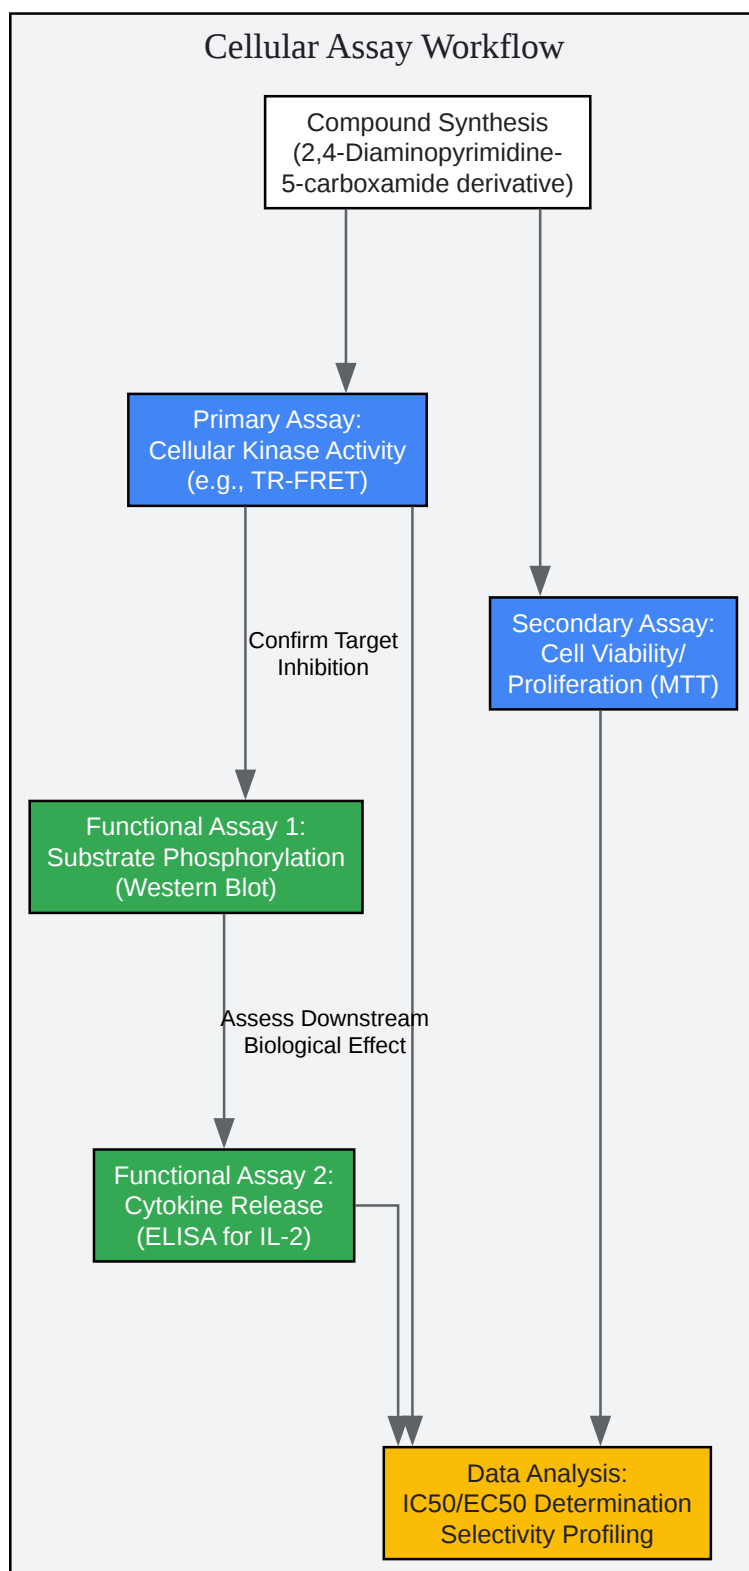 Cellular Assay Workflow
Compound Synthesis
(2,4-Diaminopyrimidine-
5-carboxamide derivative)
Primary Assay:
Cellular Kinase Activity
(e.g., TR-FRET)
Confirm Target
Inhibition
Secondary Assay:
Cell Viability/
Proliferation (MTT)
Functional Assay 1:
Substrate Phosphorylation
(Western Blot)
Assess Downstream
Biological Effect
Functional Assay 2:
Cytokine Release
(ELISA for IL-2)
Data Analysis:
IC50/EC50 Determination
Selectivity Profiling